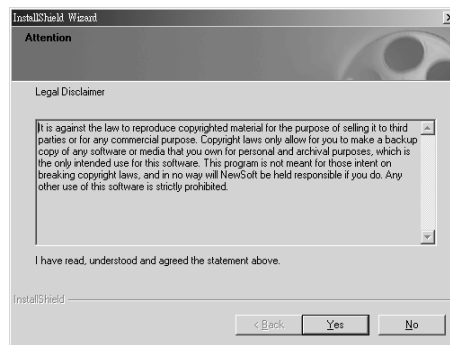 InstallShield Wizard
Attention
Legal Disclaimer
It is against the law to reproduce copyrighted material for the purpose of selling it to third
parties or for any commercial purpose. Copyright laws only allow for you to make a backup
copy of any software or media that you own for personal and archival purposes, which is
the only intended use for this software. This program is not meant for those intent on
breaking copyright laws, and in no way will NewSoft be held responsible if you do. Any
other use of this software is strictly prohibited.
I have read, understood and agreed the statement above.
InstallShield
< Back Yes No